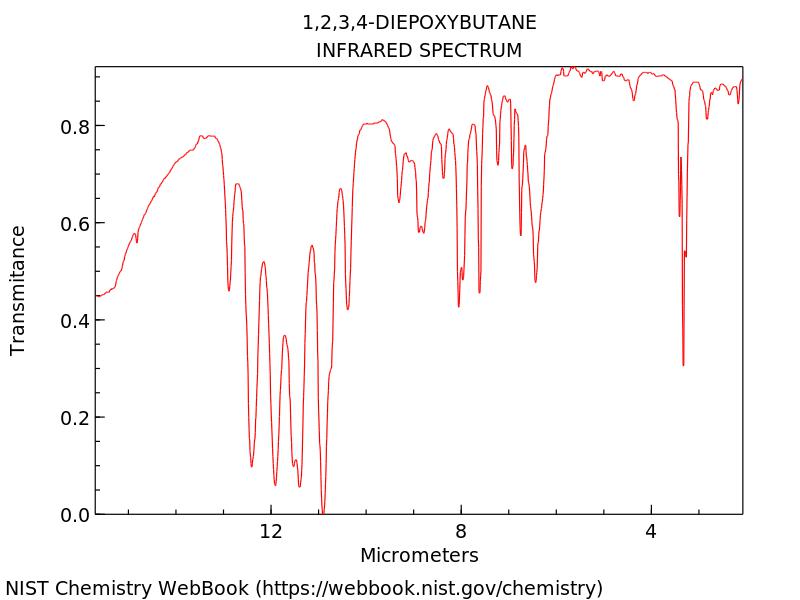 1,2,3,4-DIEPOXYBUTANE
INFRARED SPECTRUM
Transmitance
0.8
0.6
0.4
0.2
0.0
12
8
4
Micrometers
NIST Chemistry WebBook (https://webbook.nist.gov/chemistry)